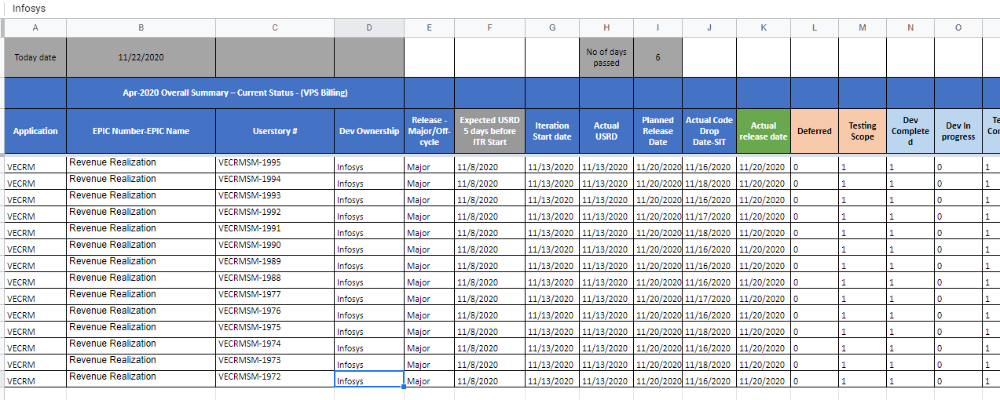 Infosys
A B C D E F G H I J K L M N O
Today date 11/22/2020 No of days passed 6
Apr-2020 Overall Summary – Current Status - (VPS Billing)
Application EPIC Number-EPIC Name Userstory # Dev Ownership Release - Major/Off-cycle Expected USRD 5 days before ITR Start Iteration Start date Actual USRD Planned Release Date Actual Code Drop Date-SIT Actual release date Deferred Testing Scope Dev Completed Dev In progress Te Con
VECRM Revenue Realization VECRMSM-1995 Infosys Major 11/8/2020 11/13/2020 11/13/2020 11/20/2020 11/16/2020 11/20/2020 0 1 1 0 1
VECRM Revenue Realization VECRMSM-1994 Infosys Major 11/8/2020 11/13/2020 11/13/2020 11/20/2020 11/18/2020 11/20/2020 0 1 1 0 1
VECRM Revenue Realization VECRMSM-1993 Infosys Major 11/8/2020 11/13/2020 11/13/2020 11/20/2020 11/16/2020 11/20/2020 0 1 1 0 1
VECRM Revenue Realization VECRMSM-1992 Infosys Major 11/8/2020 11/13/2020 11/13/2020 11/20/2020 11/17/2020 11/20/2020 0 1 1 0 1
VECRM Revenue Realization VECRMSM-1991 Infosys Major 11/8/2020 11/13/2020 11/13/2020 11/20/2020 11/18/2020 11/20/2020 0 1 1 0 1
VECRM Revenue Realization VECRMSM-1990 Infosys Major 11/8/2020 11/13/2020 11/13/2020 11/20/2020 11/16/2020 11/20/2020 0 1 1 0 1
VECRM Revenue Realization VECRMSM-1989 Infosys Major 11/8/2020 11/13/2020 11/13/2020 11/20/2020 11/16/2020 11/20/2020 0 1 1 0 1
VECRM Revenue Realization VECRMSM-1988 Infosys Major 11/8/2020 11/13/2020 11/13/2020 11/20/2020 11/16/2020 11/20/2020 0 1 1 0 1
VECRM Revenue Realization VECRMSM-1977 Infosys Major 11/8/2020 11/13/2020 11/13/2020 11/20/2020 11/17/2020 11/20/2020 0 1 1 0 1
VECRM Revenue Realization VECRMSM-1976 Infosys Major 11/8/2020 11/13/2020 11/13/2020 11/20/2020 11/16/2020 11/20/2020 0 1 1 0 1
VECRM Revenue Realization VECRMSM-1975 Infosys Major 11/8/2020 11/13/2020 11/13/2020 11/20/2020 11/18/2020 11/20/2020 0 1 1 0 1
VECRM Revenue Realization VECRMSM-1974 Infosys Major 11/8/2020 11/13/2020 11/13/2020 11/20/2020 11/16/2020 11/20/2020 0 1 1 0 1
VECRM Revenue Realization VECRMSM-1973 Infosys Major 11/8/2020 11/13/2020 11/13/2020 11/20/2020 11/18/2020 11/20/2020 0 1 1 0 1
VECRM Revenue Realization VECRMSM-1972 Infosys Major 11/8/2020 11/13/2020 11/13/2020 11/20/2020 11/16/2020 11/20/2020 0 1 1 0 1